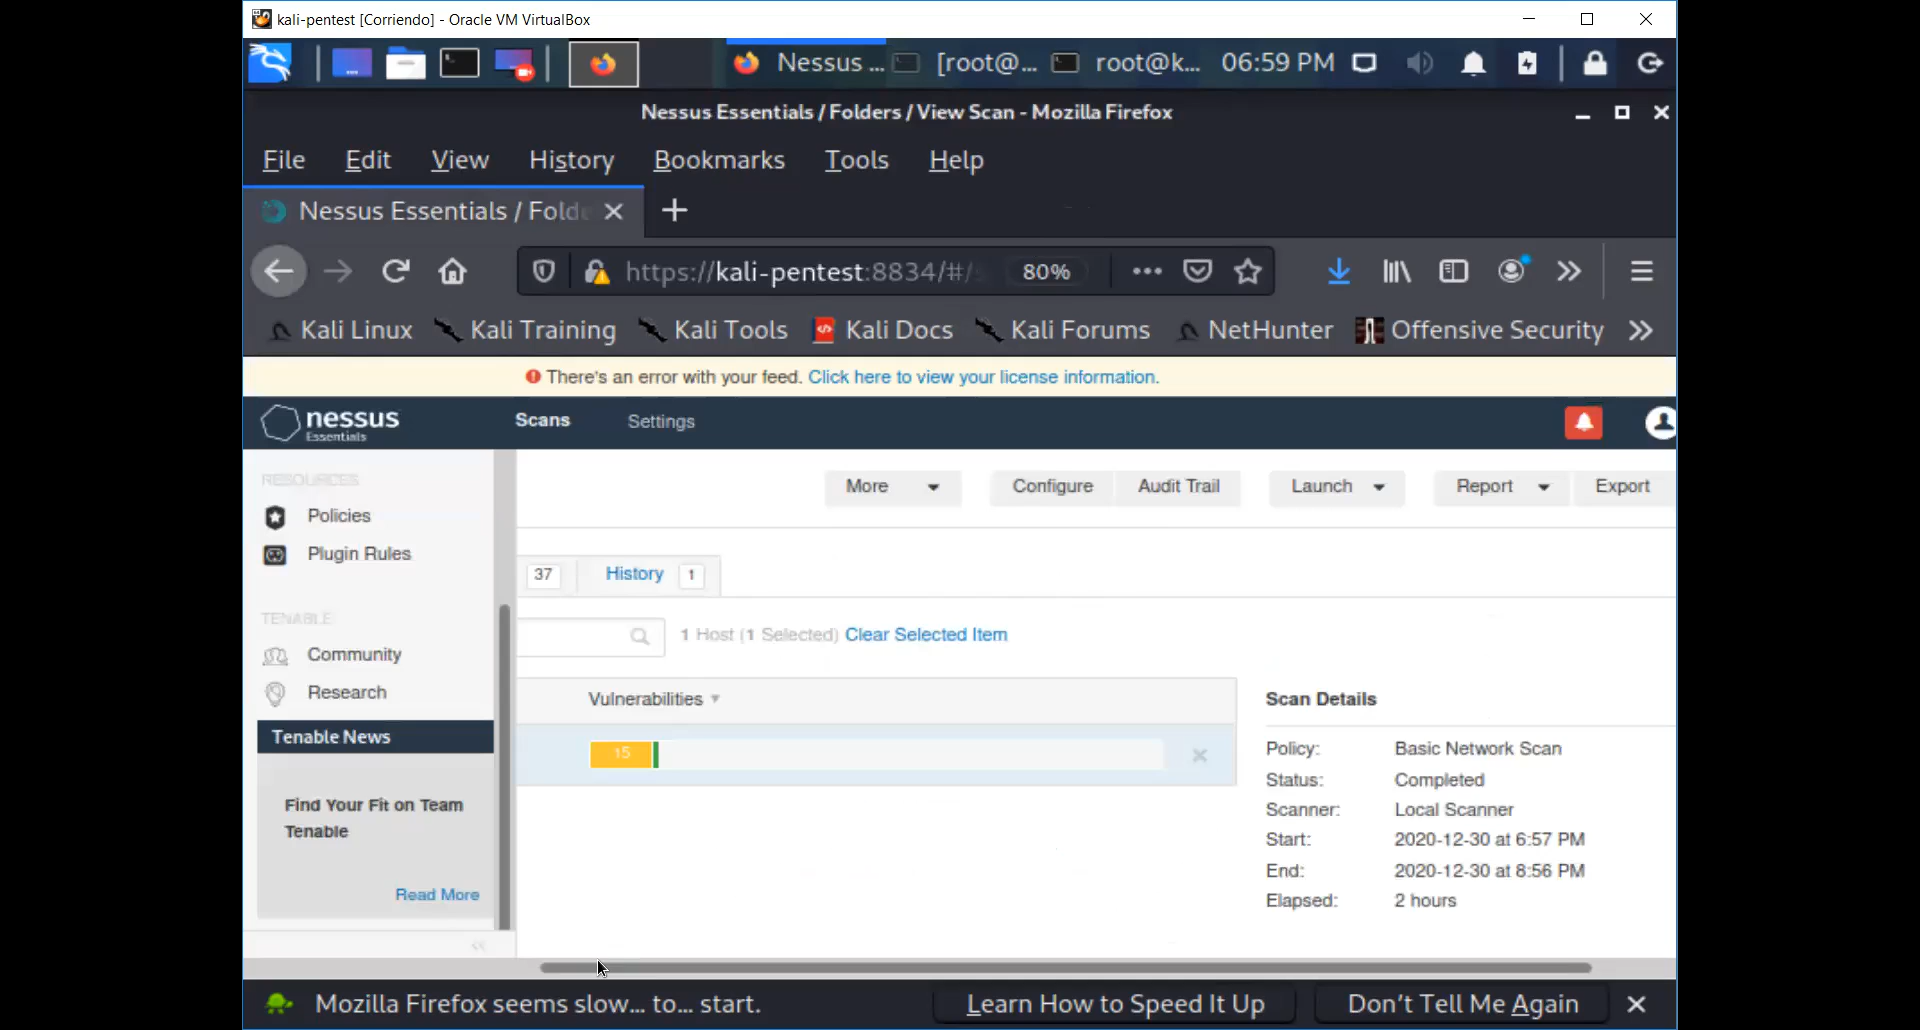 kali-pentest [Corriendo] - Oracle VM VirtualBox
Nessus ... [root@... root@k... 06:59 PM
Nessus Essentials / Folders / View Scan - Mozilla Firefox
File Edit View History Bookmarks Tools Help
Nessus Essentials / Folde
https://kali-pentest:8834/#/ 80%
Kali Linux Kali Training Kali Tools Kali Docs Kali Forums NetHunter Offensive Security
There's an error with your feed. Click here to view your license information.
nessus
Essentials
Scans Settings
RESOURCES
Policies
Plugin Rules
TENABLE
Community
Research
Tenable News
Find Your Fit on Team
Tenable
Read More
More Configure Audit Trail Launch Report Export
37 History 1
1 Host (1 Selected) Clear Selected Item
Vulnerabilities
15
Scan Details
Policy: Basic Network Scan
Status: Completed
Scanner: Local Scanner
Start: 2020-12-30 at 6:57 PM
End: 2020-12-30 at 8:56 PM
Elapsed: 2 hours
Mozilla Firefox seems slow... to... start. Learn How to Speed It Up Don't Tell Me Again